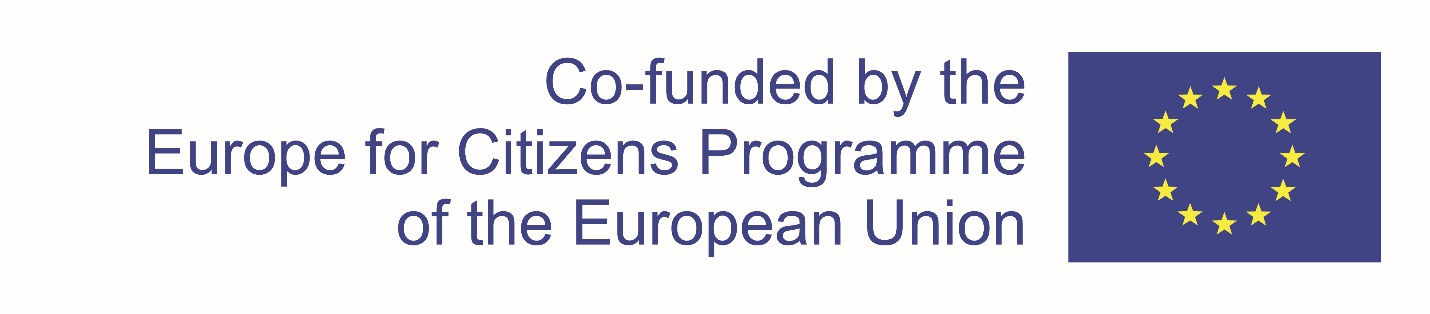 Co-funded by the
Europe for Citizens Programme
of the European Union